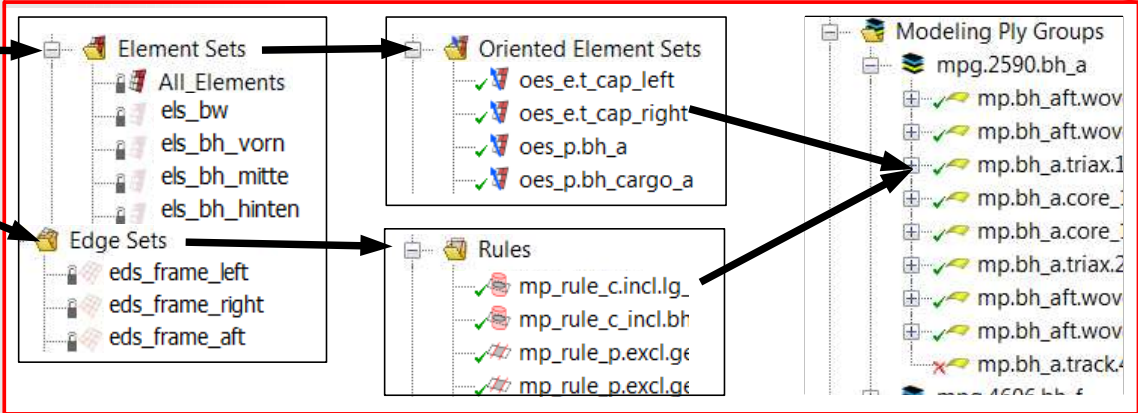 Element Sets
All_Elements
els_bw
els_bh_vorn
els_bh_mitte
els_bh_hinten
Edge Sets
eds_frame_left
eds_frame_right
eds_frame_aft
Oriented Element Sets
oes_e.t_cap_left
oes_e.t_cap_right
oes_p.bh_a
oes_p.bh_cargo_a
Rules
mp_rule_c.incl.lg_
mp_rule_c_incl.bh
mp_rule_p.excl.ge
mp_rule_p.excl.ge
Modeling Ply Groups
mpg.2590.bh_a
mp.bh_aft.wov
mp.bh_aft.wov
mp.bh_a.triax.1
mp.bh_a.core_1
mp.bh_a.core_1
mp.bh_a.triax.2
mp.bh_aft.wov
mp.bh_aft.wov
mp.bh_a.track.4